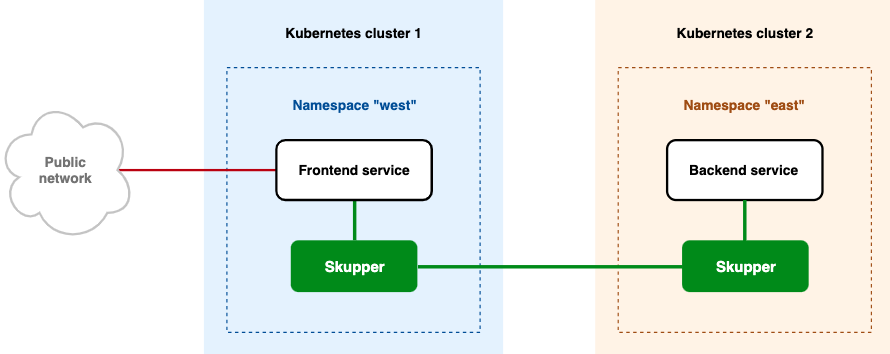 Kubernetes cluster 1
Kubernetes cluster 2
Namespace "west"
Namespace "east"
Public
network
Frontend service
Backend service
Skupper
Skupper